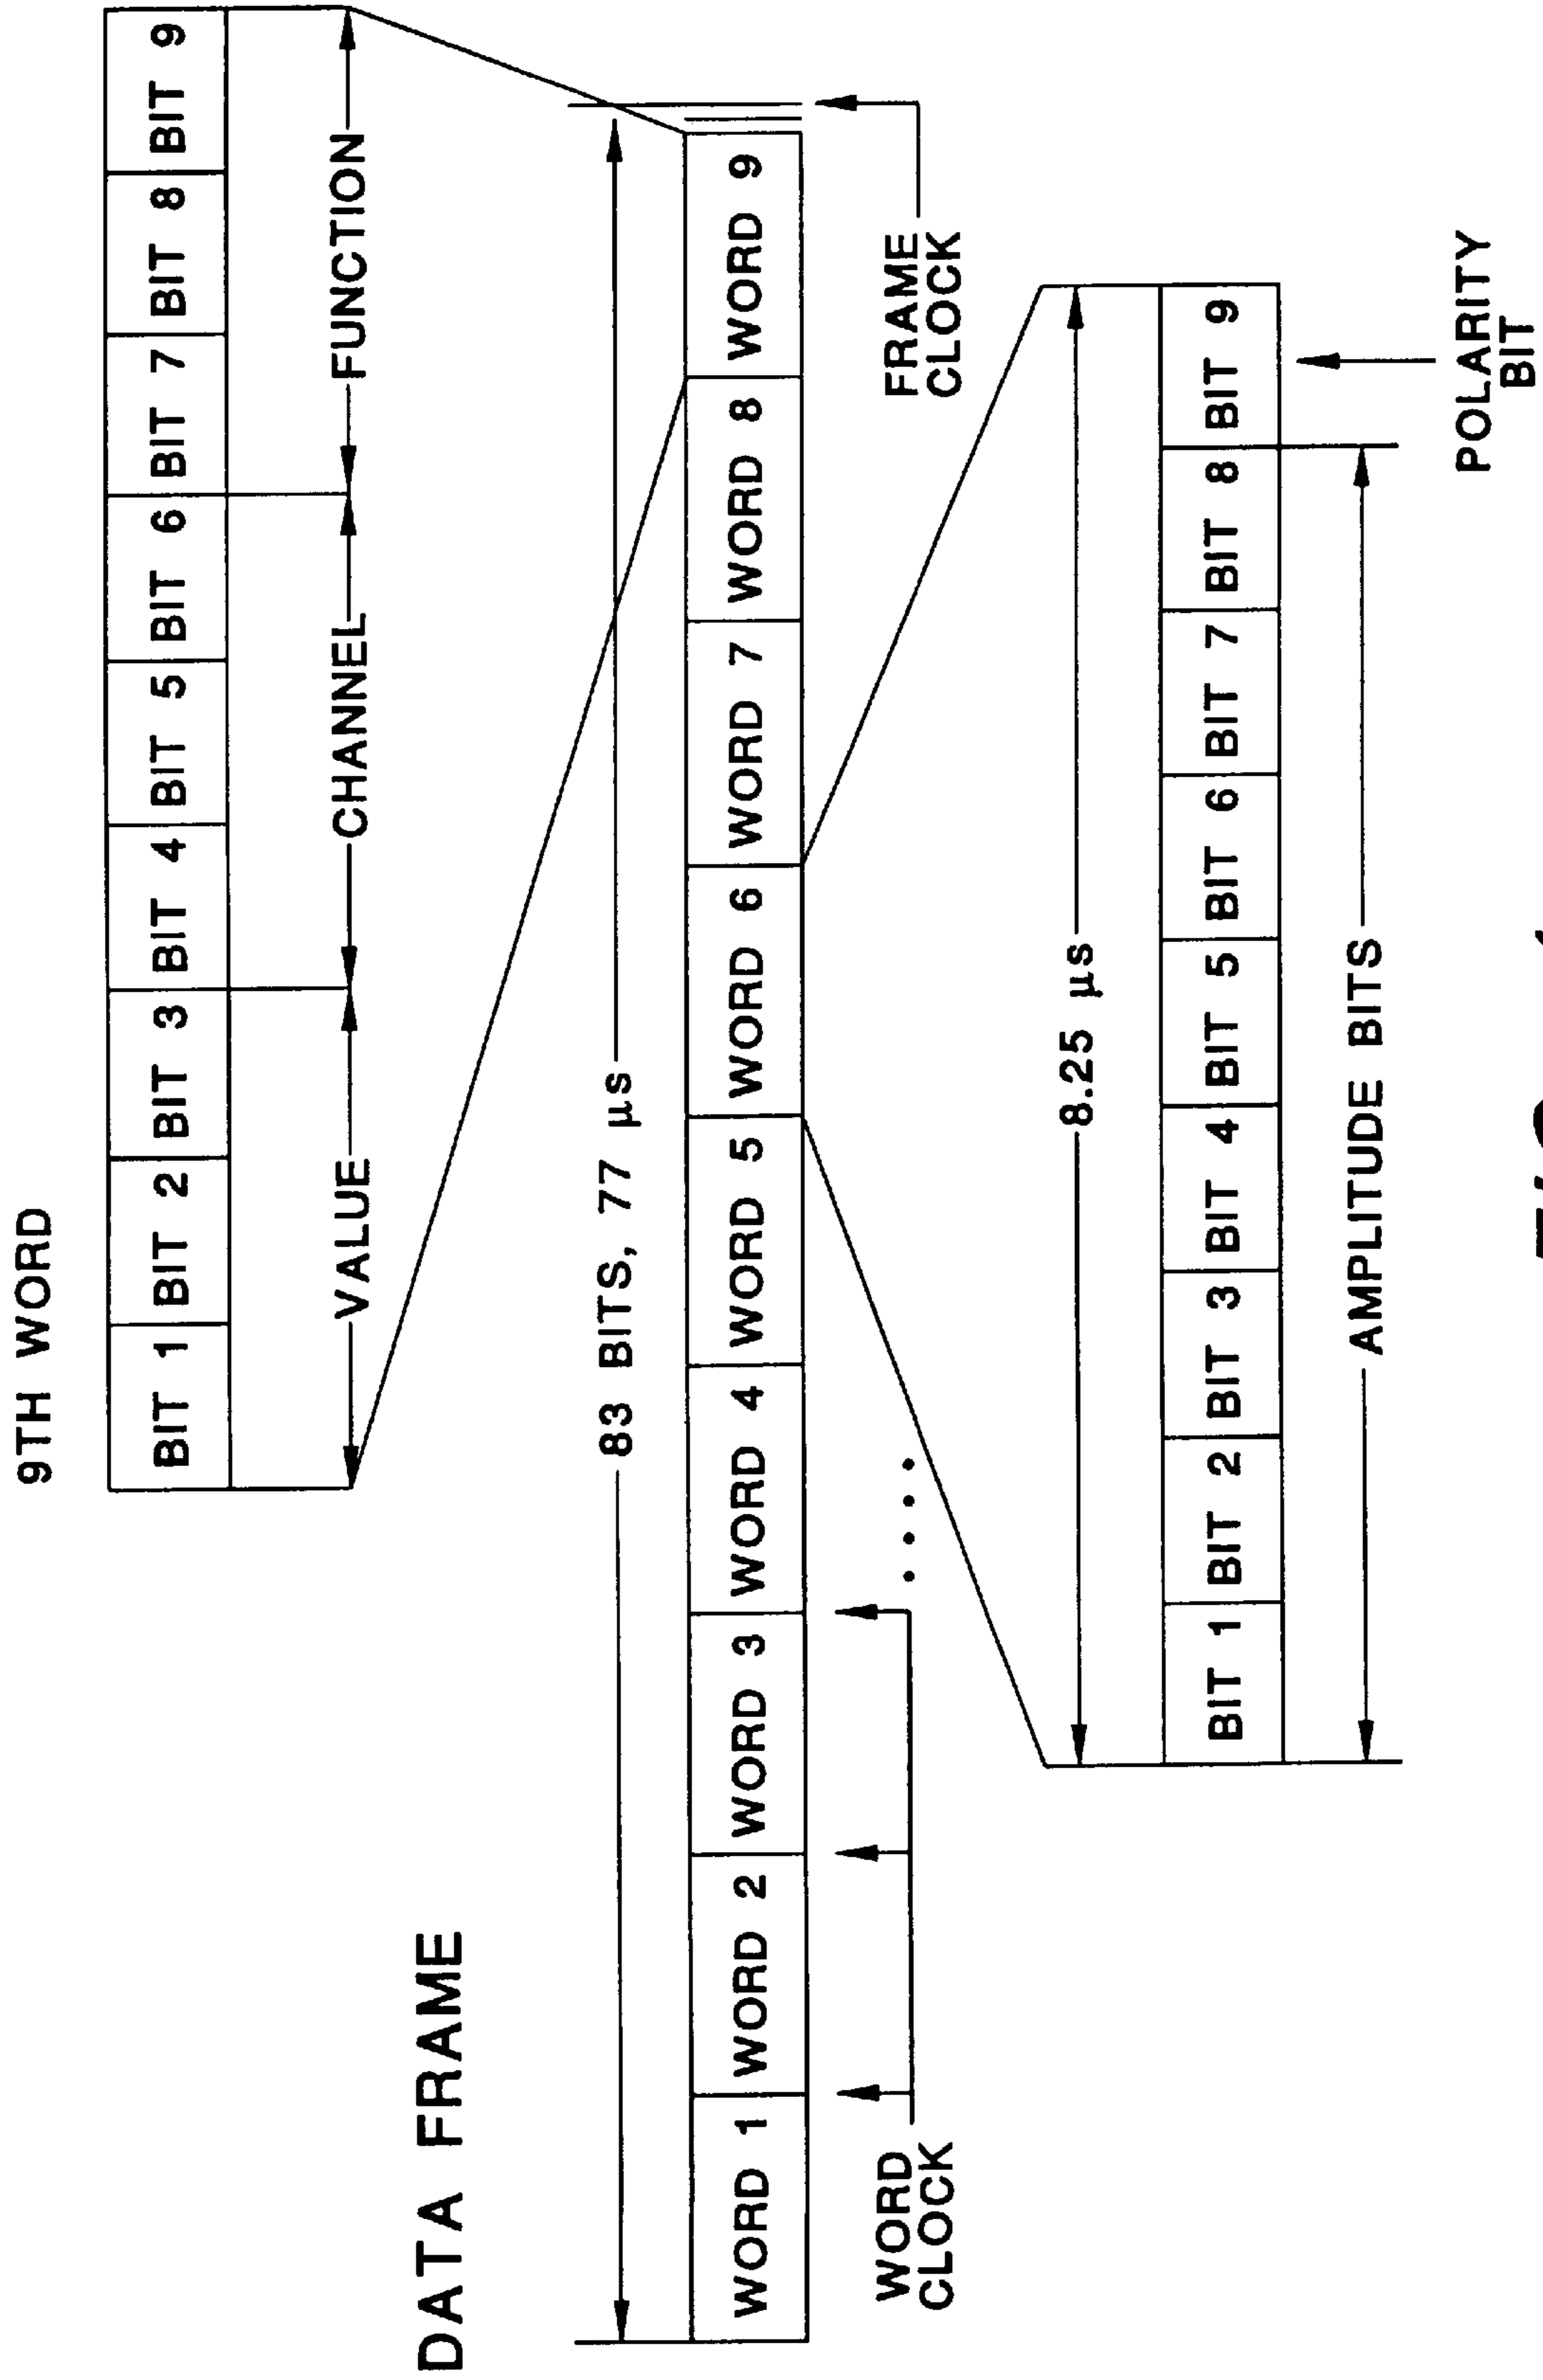 9TH WORD
BIT 1 BIT 2 BIT 3 BIT 4 BIT 5 BIT 6 BIT 7 BIT 8 BIT 9
VALUE CHANNEL FUNCTION
DATA FRAME
83 BITS, 77 µs
WORD 1 WORD 2 WORD 3 WORD 4 WORD 5 WORD 6 WORD 7 WORD 8 WORD 9
WORD
CLOCK
FRAME
CLOCK
8.25 µs
BIT 1 BIT 2 BIT 3 BIT 4 BIT 5 BIT 6 BIT 7 BIT 8 BIT 9
AMPLITUDE BITS
POLARITY
BIT